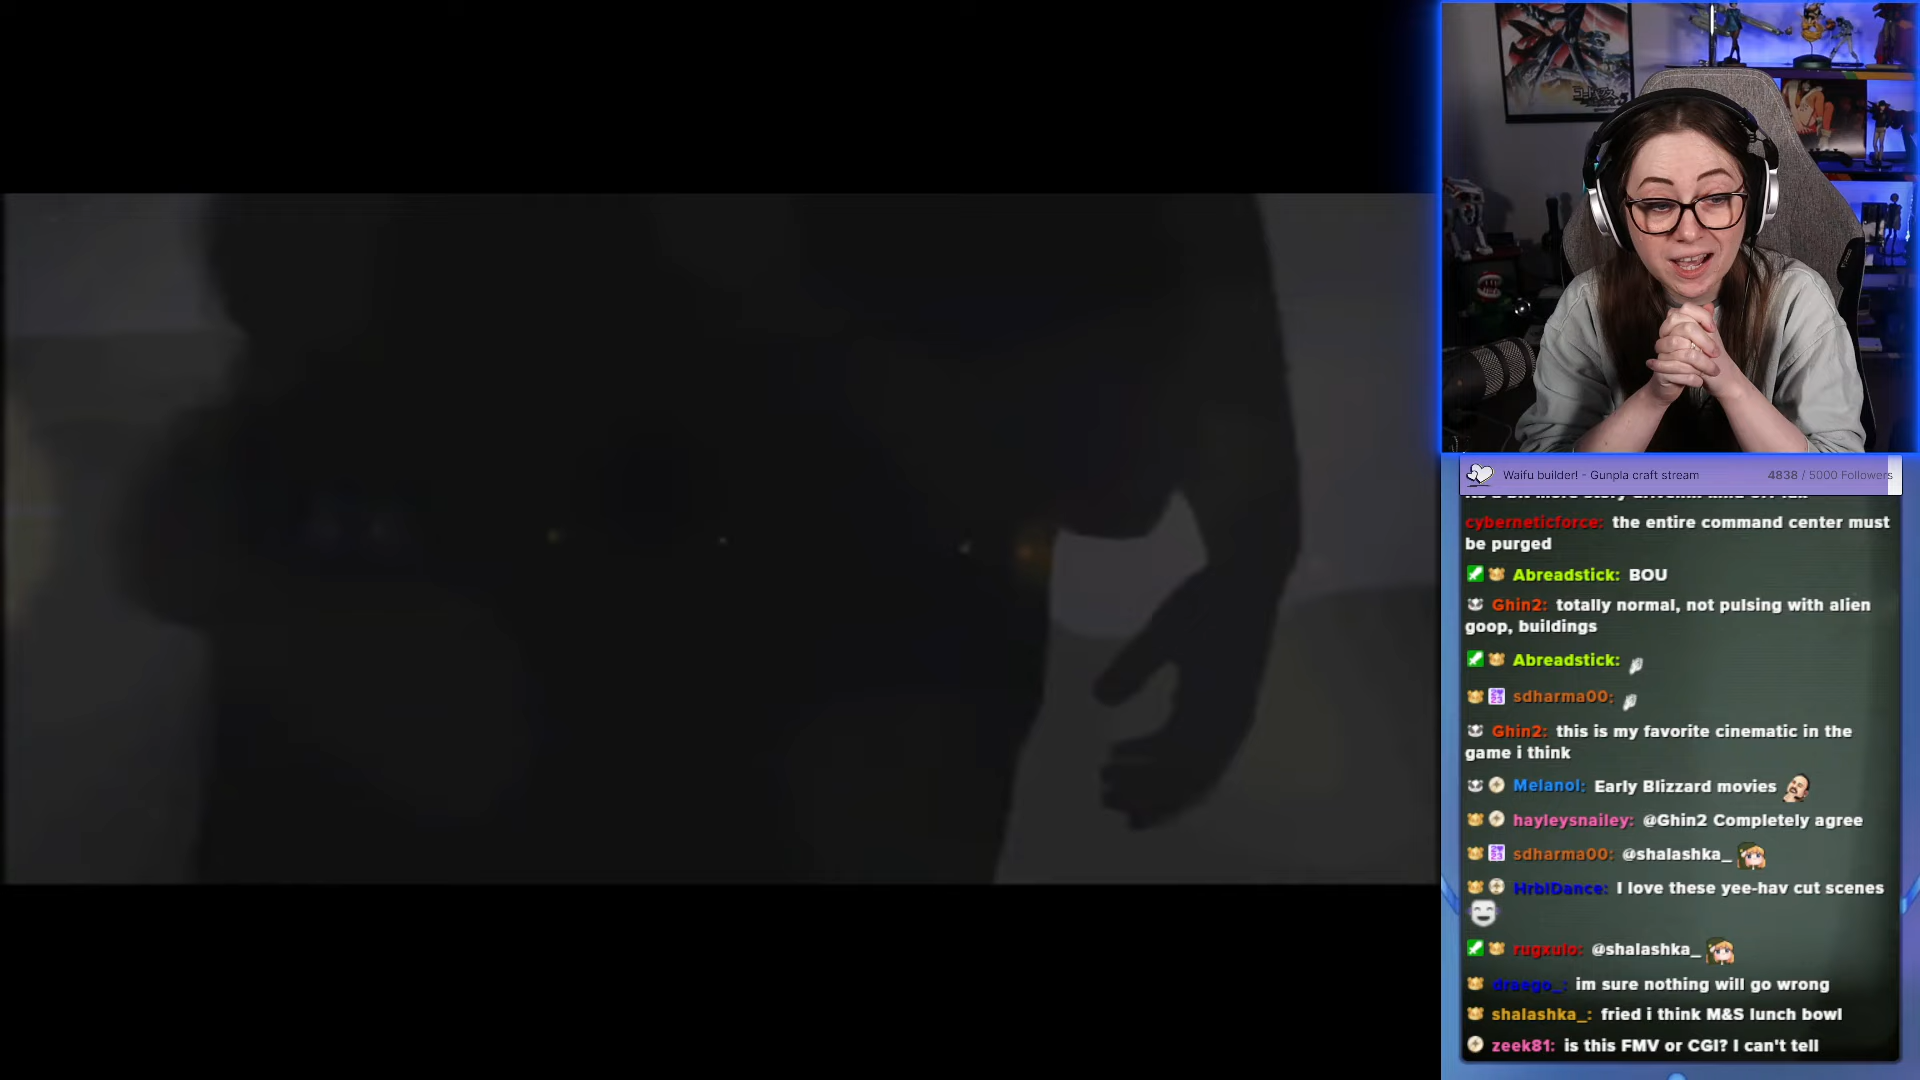 Waifu builder! - Gunpla craft stream 4838 / 5000 Followers
cyberneticforce: the entire command center must
be purged
Abreadstick: BOU
Ghin2: totally normal, not pulsing with alien
goop, buildings
Abreadstick:
sdharma00:
Ghin2: this is my favorite cinematic in the
game i think
Melanol: Early Blizzard movies
hayleysnailey: @Ghin2 Completely agree
sdharma00: @shalashka_
HrblDance: I love these yee-hav cut scenes
rugxulo: @shalashka_
draego_: im sure nothing will go wrong
shalashka_: fried i think M&S lunch bowl
zeek81: is this FMV or CGI? I can't tell